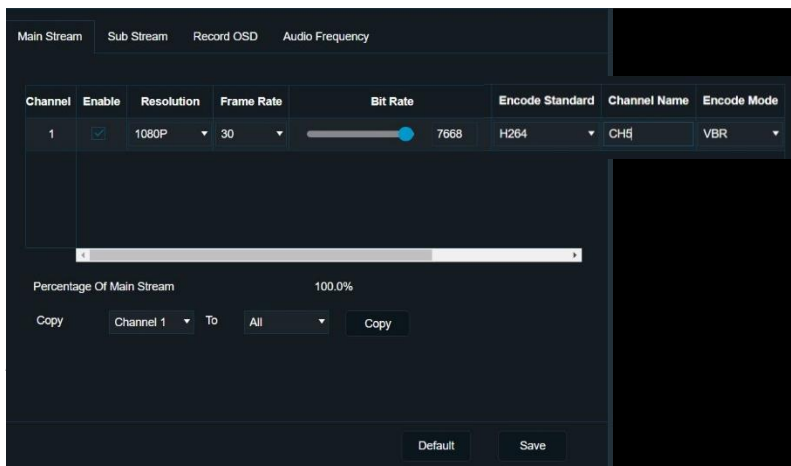 Main Stream Sub Stream Record OSD Audio Frequency
Channel Enable Resolution Frame Rate Bit Rate Encode Standard Channel Name Encode Mode
1 1080P 30 7668 H264 CH5 VBR
Percentage Of Main Stream 100.0%
Copy Channel 1 To All Copy
Default Save